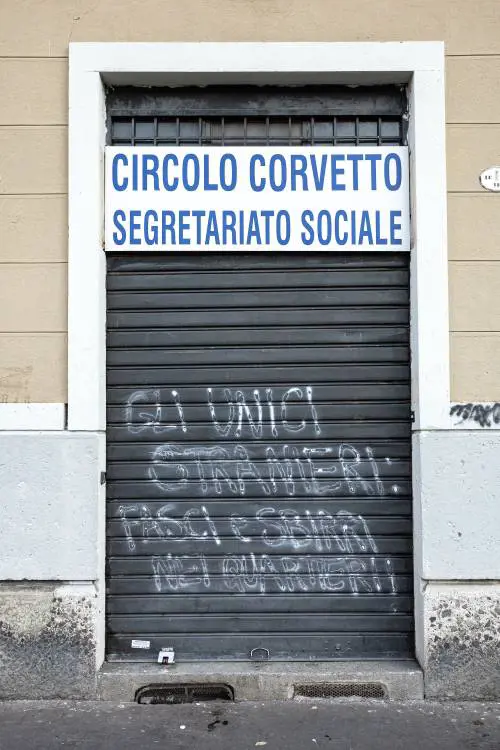 CIRCOLO CORVETTO
SEGRETARIATO SOCIALE
GLI UNICI
STRANIERI:
FASCI E SBIRRI
NEI QUARTIERI!